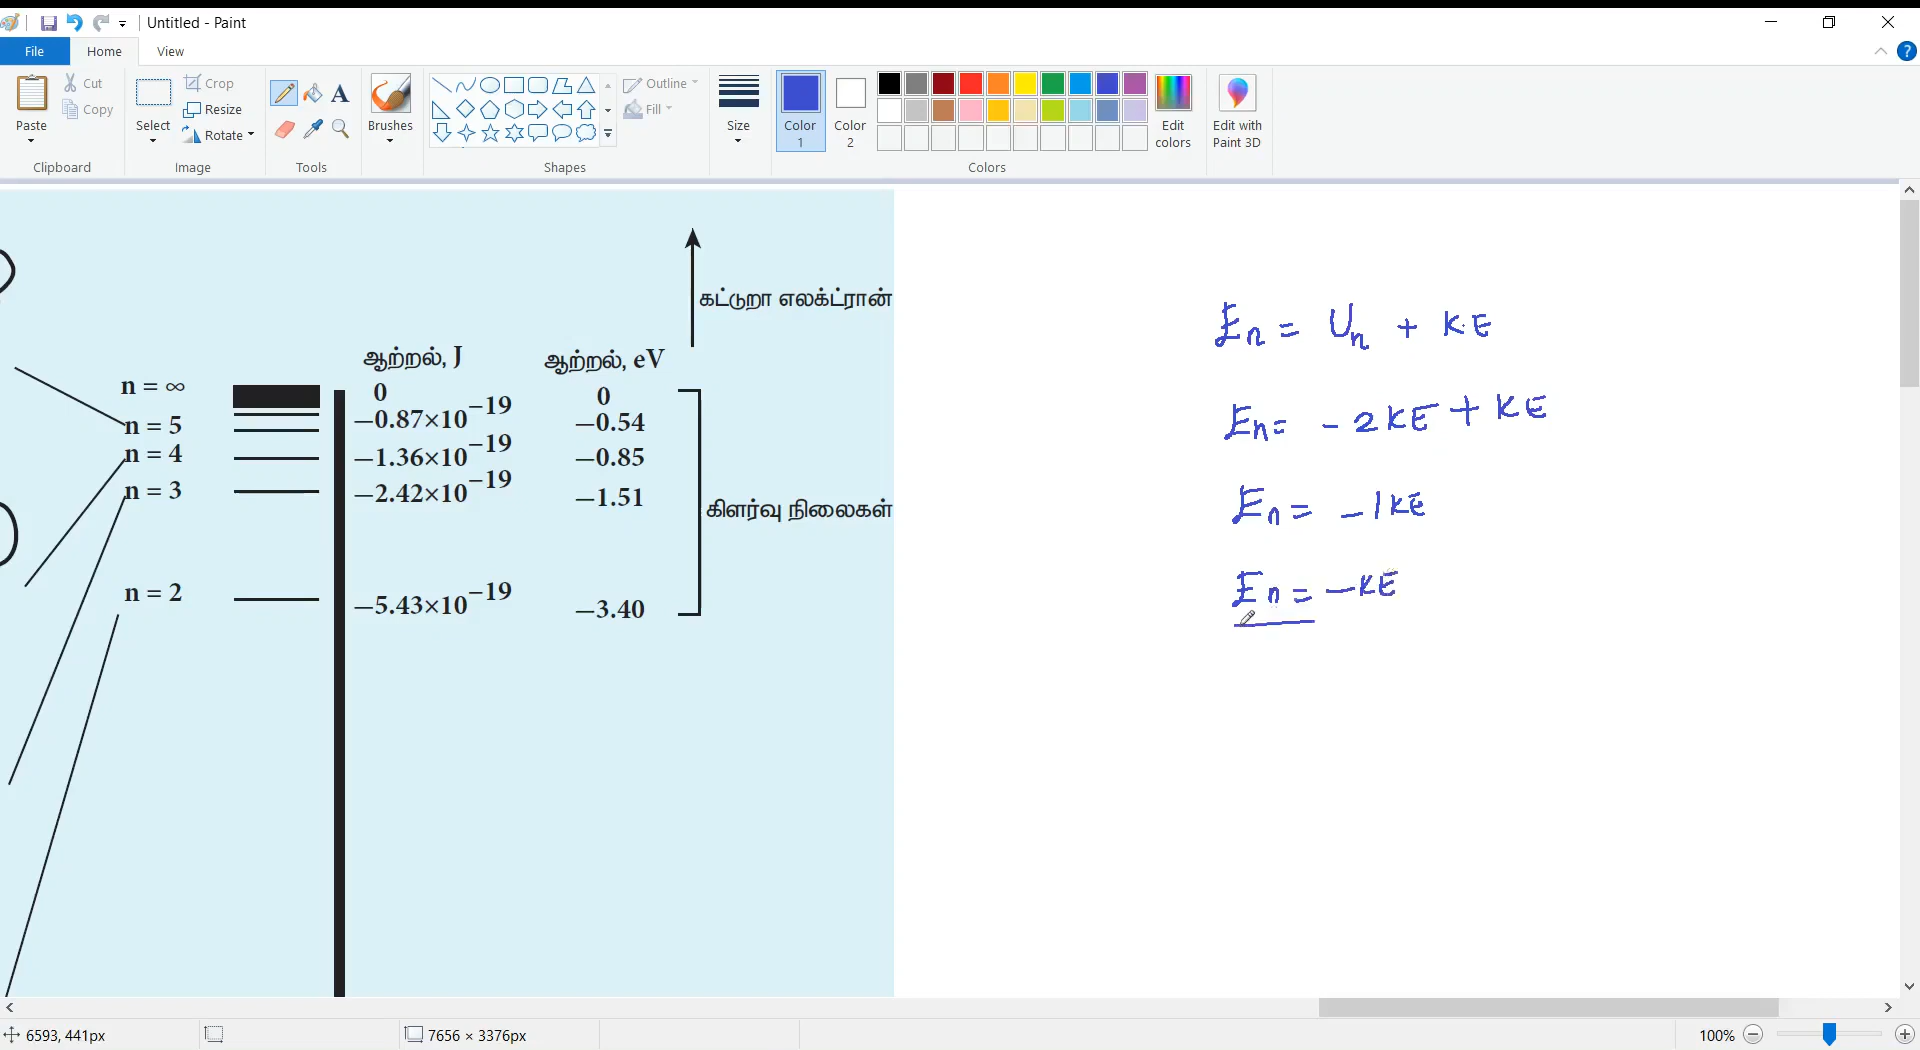 Untitled - Paint
File Home View
Paste
Cut
Copy
Clipboard
Select
Crop
Resize
Rotate
Image
Tools
Brushes
Outline
Fill
Shapes
Size
Color 1
Color 2
Edit colors
Colors
Edit with Paint 3D
கட்டுறா எலக்ட்ரான்
ஆற்றல், J ஆற்றல், eV
n = ∞ 0 0
n = 5 −0.87×10⁻¹⁹ −0.54
n = 4 −1.36×10⁻¹⁹ −0.85
n = 3 −2.42×10⁻¹⁹ −1.51
கிளர்வு நிலைகள்
n = 2 −5.43×10⁻¹⁹ −3.40
Eₙ = Uₙ + K.E
Eₙ = - 2KE + KE
Eₙ = - 1KE
Eₙ = -KE
6593, 441px
7656 × 3376px
100%